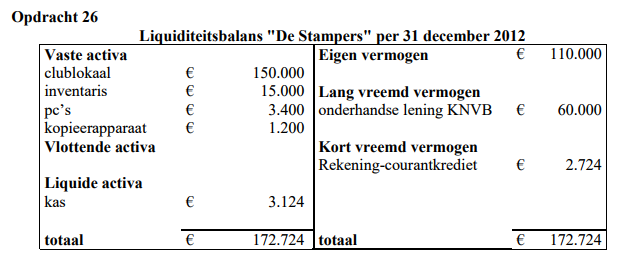 Opdracht 26
Liquiditeitsbalans "De Stampers" per 31 december 2012
Vaste activa Eigen vermogen € 110.000
clublokaal € 150.000
inventaris € 15.000 Lang vreemd vermogen
pc's € 3.400 onderhandse lening KNVB € 60.000
kopieerapparaat € 1.200
Vlottende activa Kort vreemd vermogen
Rekening-courantkrediet € 2.724
Liquide activa
kas € 3.124
totaal € 172.724 totaal € 172.724